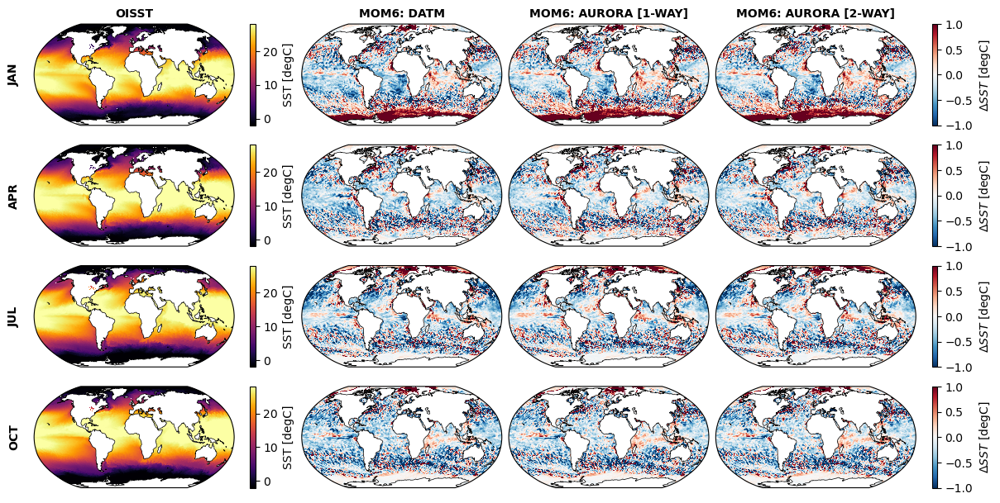 OISST MOM6: DATM MOM6: AURORA [1-WAY] MOM6: AURORA [2-WAY]
JAN
20
10
0
SST [degC]
1.0
0.5
0.0
−0.5
−1.0
ΔSST [degC]
APR
20
10
0
SST [degC]
1.0
0.5
0.0
−0.5
−1.0
ΔSST [degC]
JUL
20
10
0
SST [degC]
1.0
0.5
0.0
−0.5
−1.0
ΔSST [degC]
OCT
20
10
0
SST [degC]
1.0
0.5
0.0
−0.5
−1.0
ΔSST [degC]